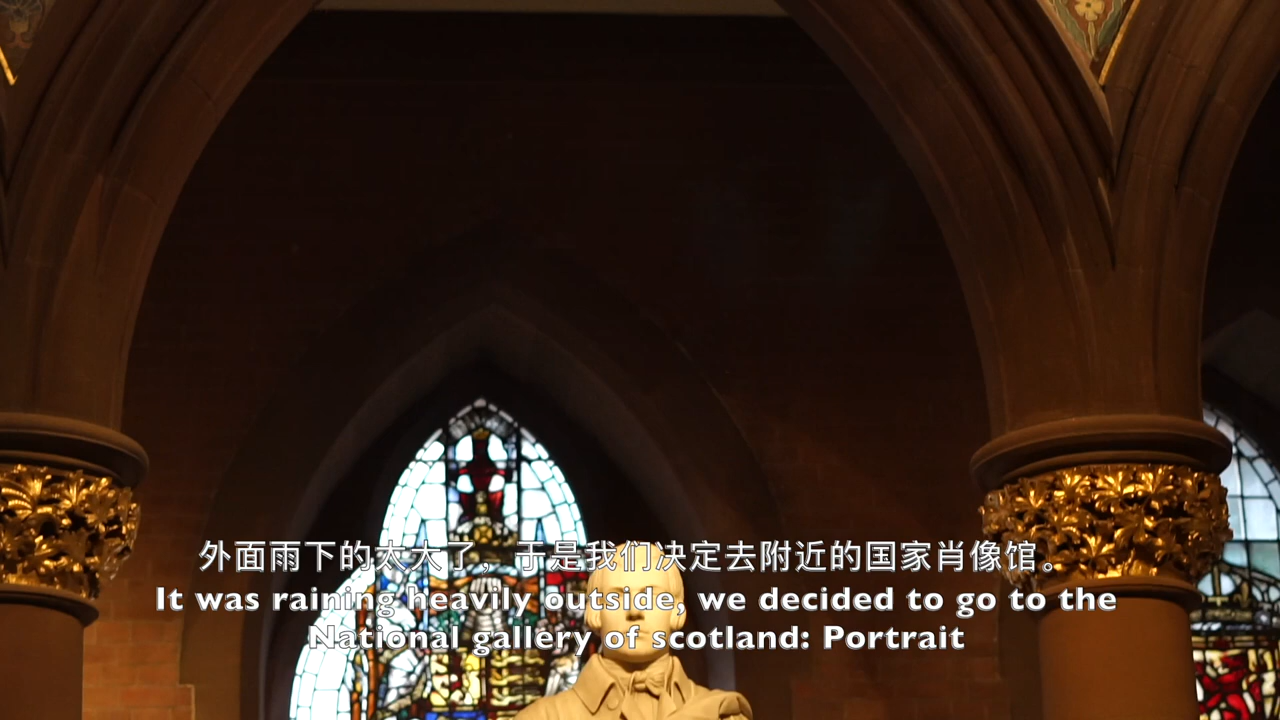 外面雨下的太大了，于是我们决定去附近的国家肖像馆。
It was raining heavily outside, we decided to go to the
National gallery of scotland: Portrait